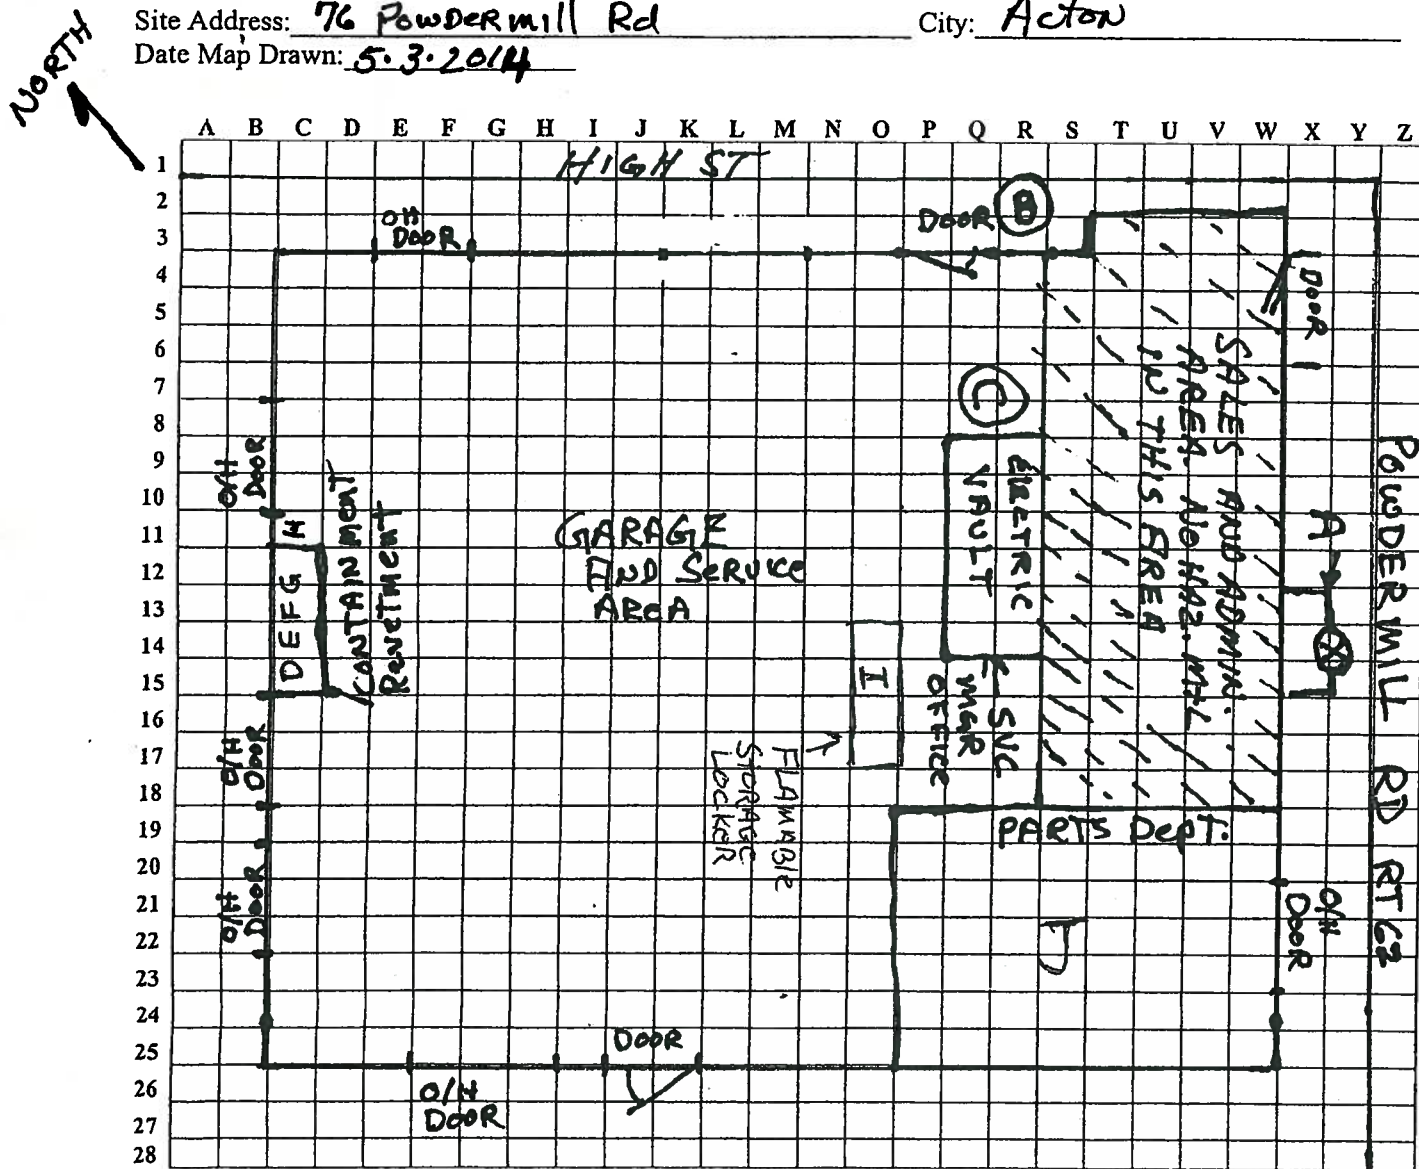 Site Address: 76 Powdermill Rd City: Acton
Date Map Drawn: 5.3.2014
NORTH
A B C D E F G H I J K L M N O P Q R S T U V W X Y Z
1
2
3
4
5
6
7
8
9
10
11
12
13
14
15
16
17
18
19
20
21
22
23
24
25
26
27
28
HIGH ST
OH
DOOR
DOOR B
DOOR 1
O/H
DOOR
D E F G H
CONTAINMENT
Revetment
GARAGE
AND Service
AREA
C
Electric
VAULT
SALES AND ADMIN.
AREA. NO HAZ. MTL
IN THIS AREA
A
X
POWDERMILL RD RT 62
I
SVC
MGR
OFFICE
FLAMABLE
STORAGE
LOCKER
O/H
DOOR
O/H
DOOR
PARTS Dept.
J
O/H
DOOR
DOOR
O/H
DOOR